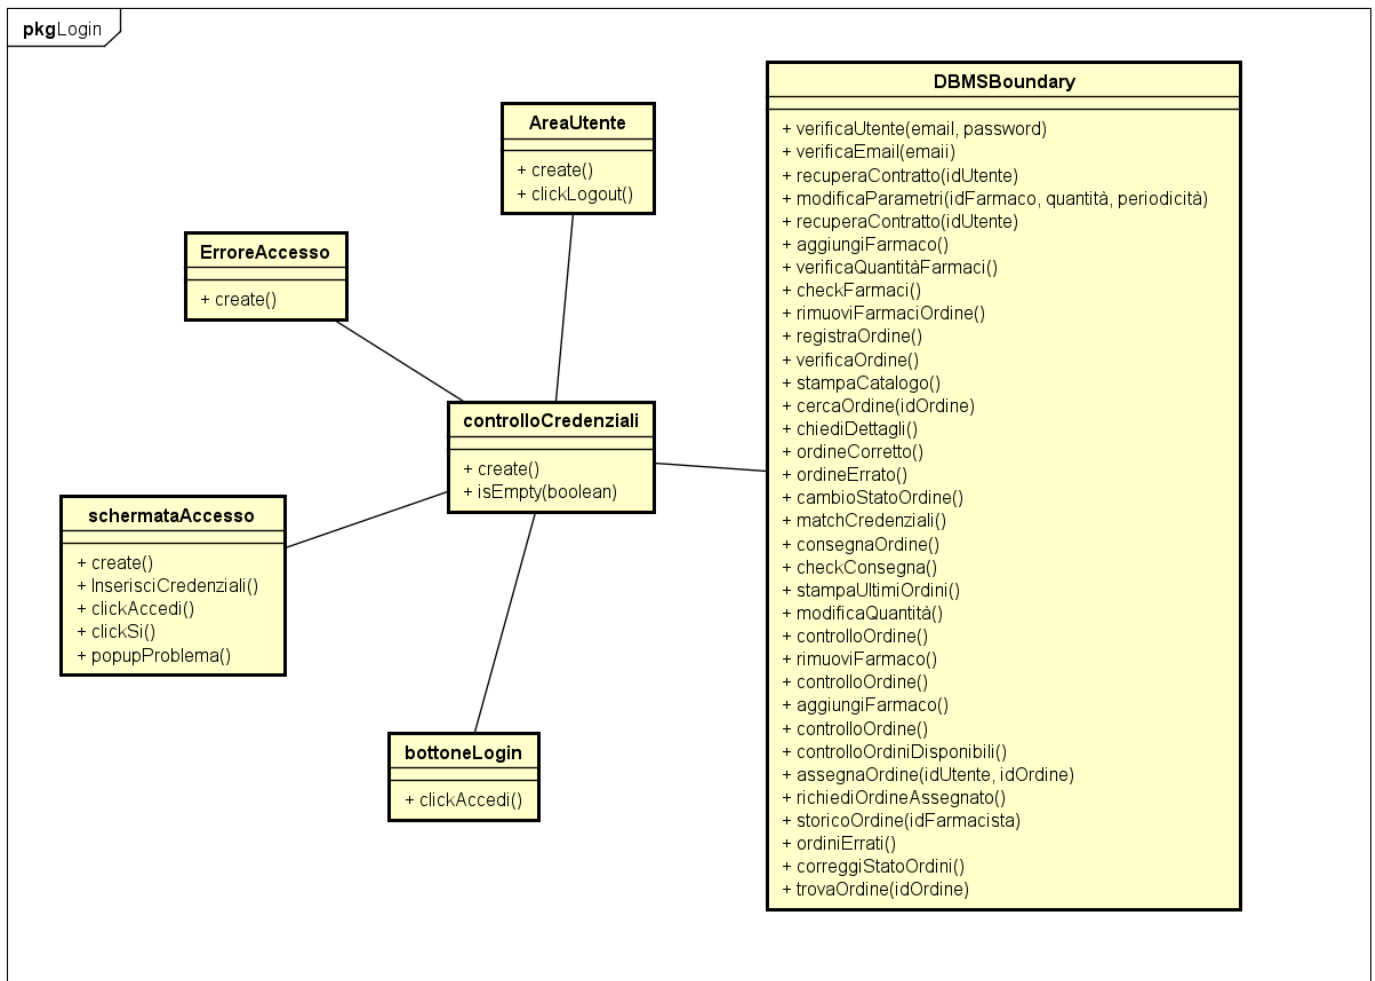 pkgLogin
AreaUtente
+ create()
+ clickLogout()
ErroreAccesso
+ create()
controlloCredenziali
+ create()
+ isEmpty(boolean)
schermataAccesso
+ create()
+ InserisciCredenziali()
+ clickAccedi()
+ clickSi()
+ popupProblema()
bottoneLogin
+ clickAccedi()
DBMSBoundary
+ verificaUtente(email, password)
+ verificaEmail(emaii)
+ recuperaContratto(idUtente)
+ modificaParametri(idFarmaco, quantità, periodicità)
+ recuperaContratto(idUtente)
+ aggiungiFarmaco()
+ verificaQuantitàFarmaci()
+ checkFarmaci()
+ rimuoviFarmaciOrdine()
+ registraOrdine()
+ verificaOrdine()
+ stampaCatalogo()
+ cercaOrdine(idOrdine)
+ chiediDettagli()
+ ordineCorretto()
+ ordineErrato()
+ cambioStatoOrdine()
+ matchCredenziali()
+ consegnaOrdine()
+ checkConsegna()
+ stampaUltimiOrdini()
+ modificaQuantità()
+ controlloOrdine()
+ rimuoviFarmaco()
+ controlloOrdine()
+ aggiungiFarmaco()
+ controlloOrdine()
+ controlloOrdiniDisponibili()
+ assegnaOrdine(idUtente, idOrdine)
+ richiediOrdineAssegnato()
+ storicoOrdine(idFarmacista)
+ ordiniErrati()
+ correggiStatoOrdini()
+ trovaOrdine(idOrdine)